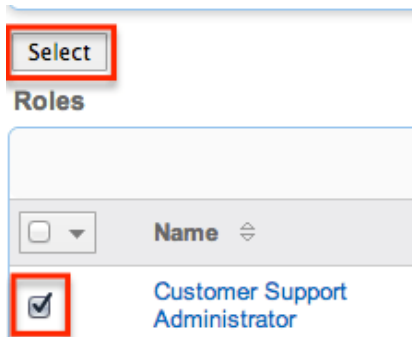 Select
Roles
Name
Customer Support
Administrator